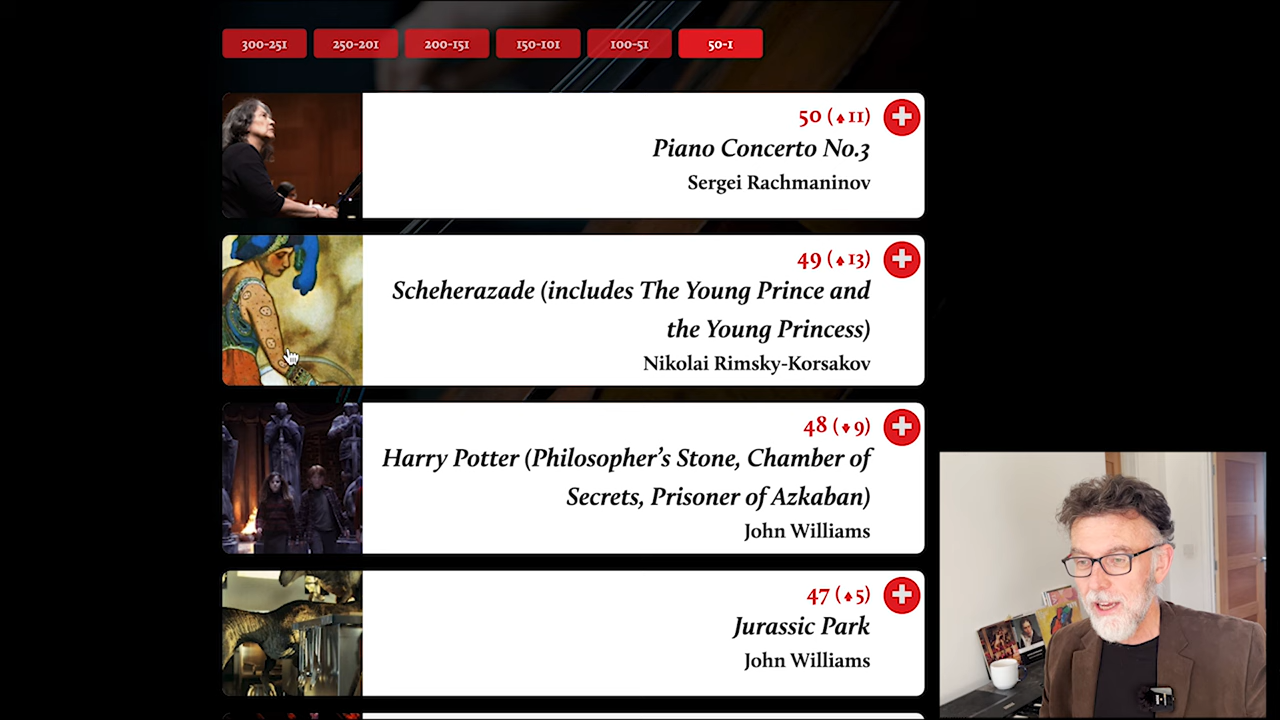 300-251 250-201 200-151 150-101 100-51 50-1
50 (▲11)
Piano Concerto No.3
Sergei Rachmaninov
49 (▲13)
Scheherazade (includes The Young Prince and
the Young Princess)
Nikolai Rimsky-Korsakov
48 (▼9)
Harry Potter (Philosopher’s Stone, Chamber of
Secrets, Prisoner of Azkaban)
John Williams
47 (▲5)
Jurassic Park
John Williams